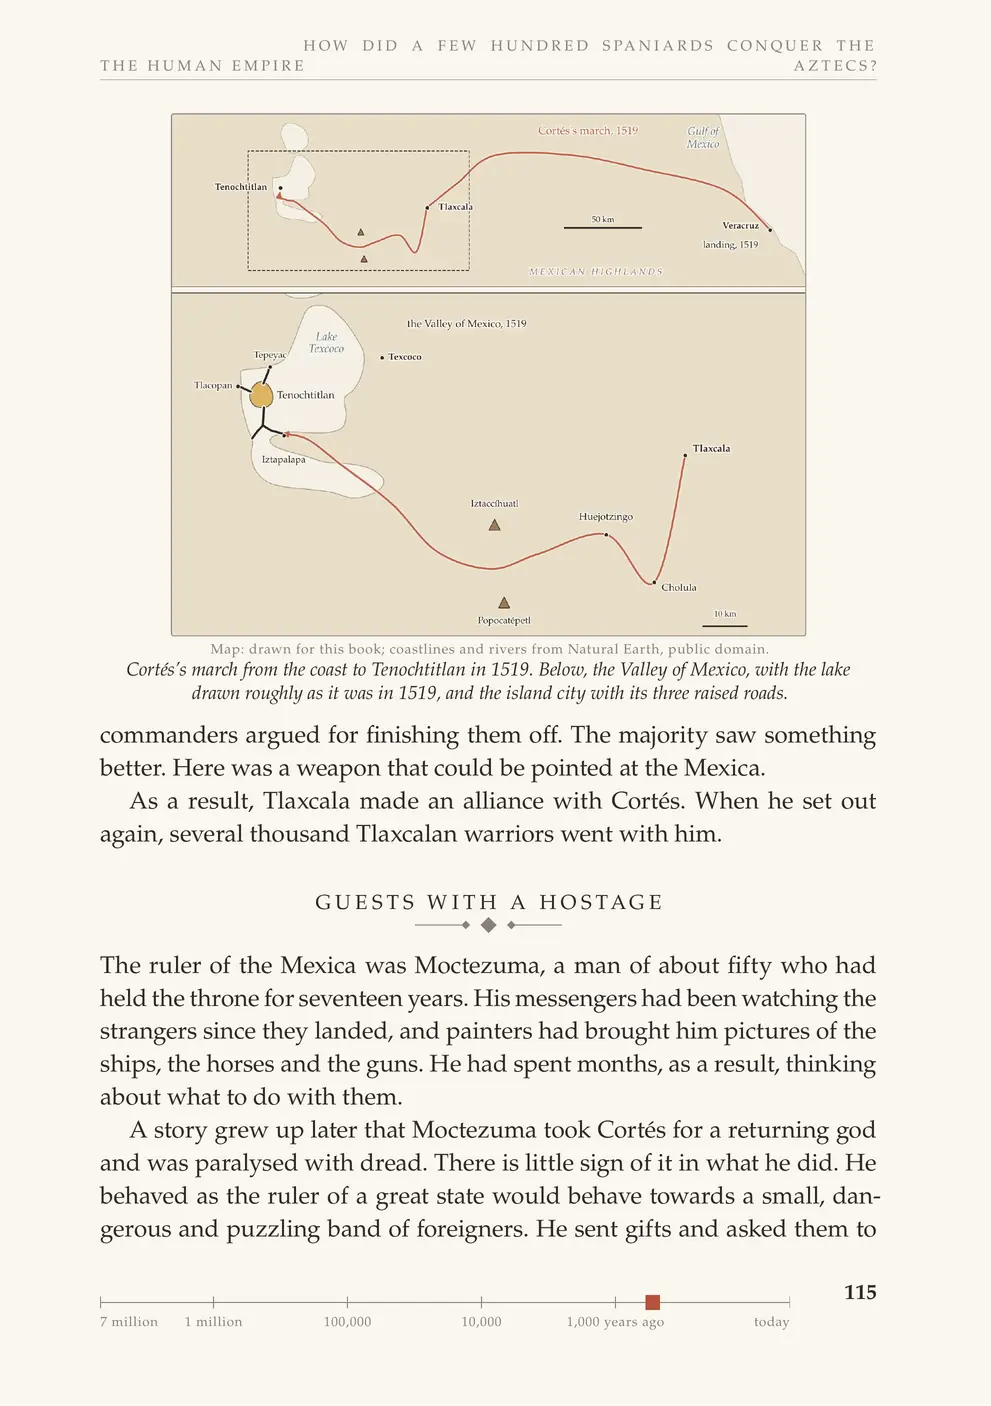 HOW DID A FEW HUNDRED SPANIARDS CONQUER THE
THE HUMAN EMPIRE AZTECS?
Cortés's march, 1519
Gulf of
Mexico
Tenochtitlan
Tlaxcala
50 km
Veracruz
landing, 1519
MEXICAN HIGHLANDS
the Valley of Mexico, 1519
Lake
Texcoco
Tepeyac
Texcoco
Tlacopan
Tenochtitlan
Tlaxcala
Iztapalapa
Iztaccíhuatl
Huejotzingo
Cholula
10 km
Popocatépetl
Map: drawn for this book; coastlines and rivers from Natural Earth, public domain.
Cortés's march from the coast to Tenochtitlan in 1519. Below, the Valley of Mexico, with the lake
drawn roughly as it was in 1519, and the island city with its three raised roads.
commanders argued for finishing them off. The majority saw something
better. Here was a weapon that could be pointed at the Mexica.
As a result, Tlaxcala made an alliance with Cortés. When he set out
again, several thousand Tlaxcalan warriors went with him.
GUESTS WITH A HOSTAGE
The ruler of the Mexica was Moctezuma, a man of about fifty who had
held the throne for seventeen years. His messengers had been watching the
strangers since they landed, and painters had brought him pictures of the
ships, the horses and the guns. He had spent months, as a result, thinking
about what to do with them.
A story grew up later that Moctezuma took Cortés for a returning god
and was paralysed with dread. There is little sign of it in what he did. He
behaved as the ruler of a great state would behave towards a small, dan-
gerous and puzzling band of foreigners. He sent gifts and asked them to
115
7 million 1 million 100,000 10,000 1,000 years ago today